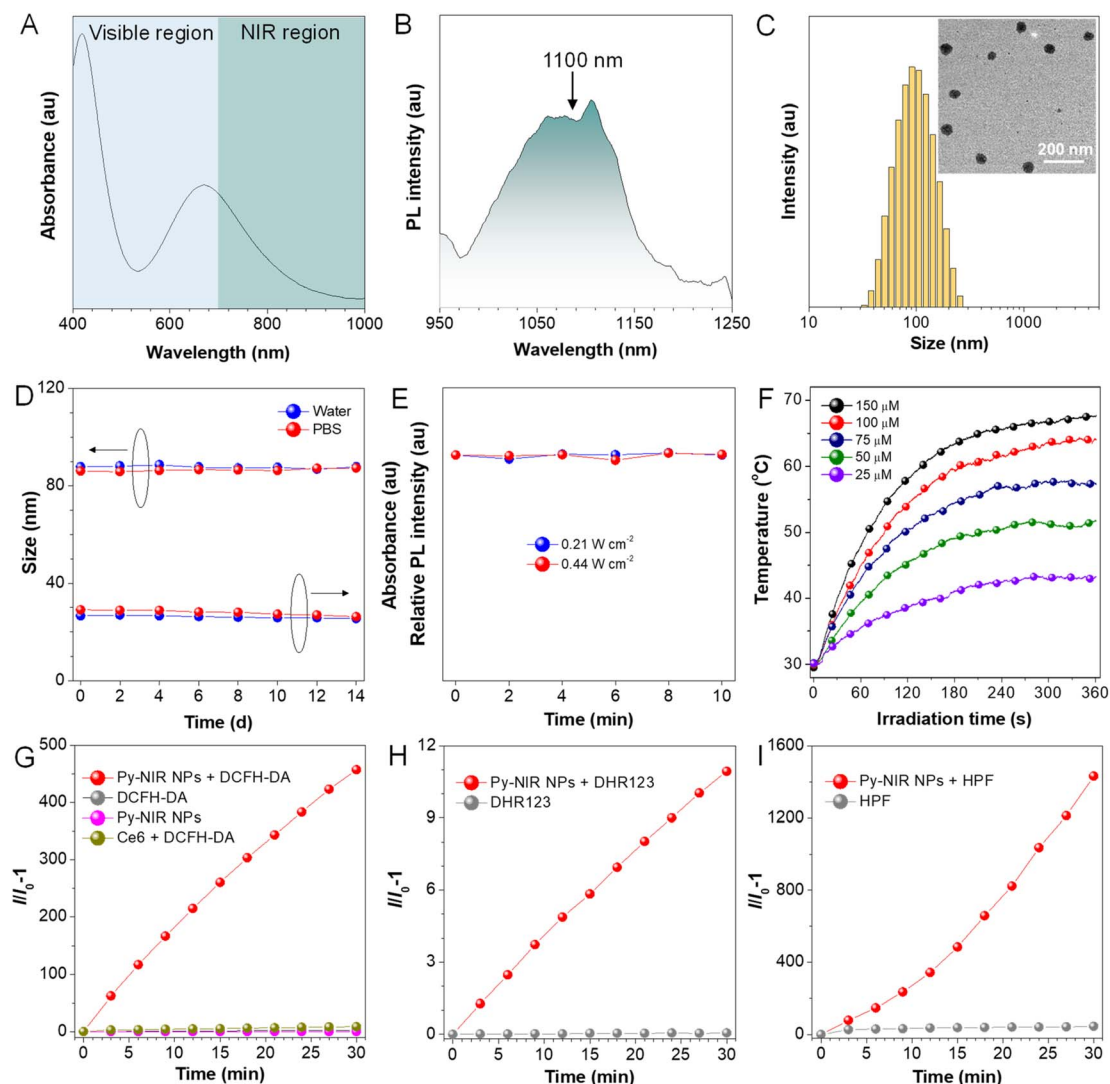 A
Visible region
NIR region
Absorbance (au)
400 600 800 1000
Wavelength (nm)
B
1100 nm
PL intensity (au)
950 1050 1150 1250
Wavelength (nm)
C
200 nm
Intensity (au)
10 100 1000
Size (nm)
D
120
90
60
30
0
Size (nm)
Water
PBS
0 2 4 6 8 10 12 14
Time (d)
Relative PL intensity (au)
E
Absorbance (au)
0.21 W cm⁻²
0.44 W cm⁻²
0 2 4 6 8 10
Time (min)
F
70
60
50
40
30
Temperature (°C)
150 μM
100 μM
75 μM
50 μM
25 μM
0 60 120 180 240 300 360
Irradiation time (s)
G
500
400
300
200
100
0
I/I₀-1
Py-NIR NPs + DCFH-DA
DCFH-DA
Py-NIR NPs
Ce6 + DCFH-DA
0 5 10 15 20 25 30
Time (min)
H
12
9
6
3
0
I/I₀-1
Py-NIR NPs + DHR123
DHR123
0 5 10 15 20 25 30
Time (min)
I
1600
1200
800
400
0
I/I₀-1
Py-NIR NPs + HPF
HPF
0 5 10 15 20 25 30
Time (min)